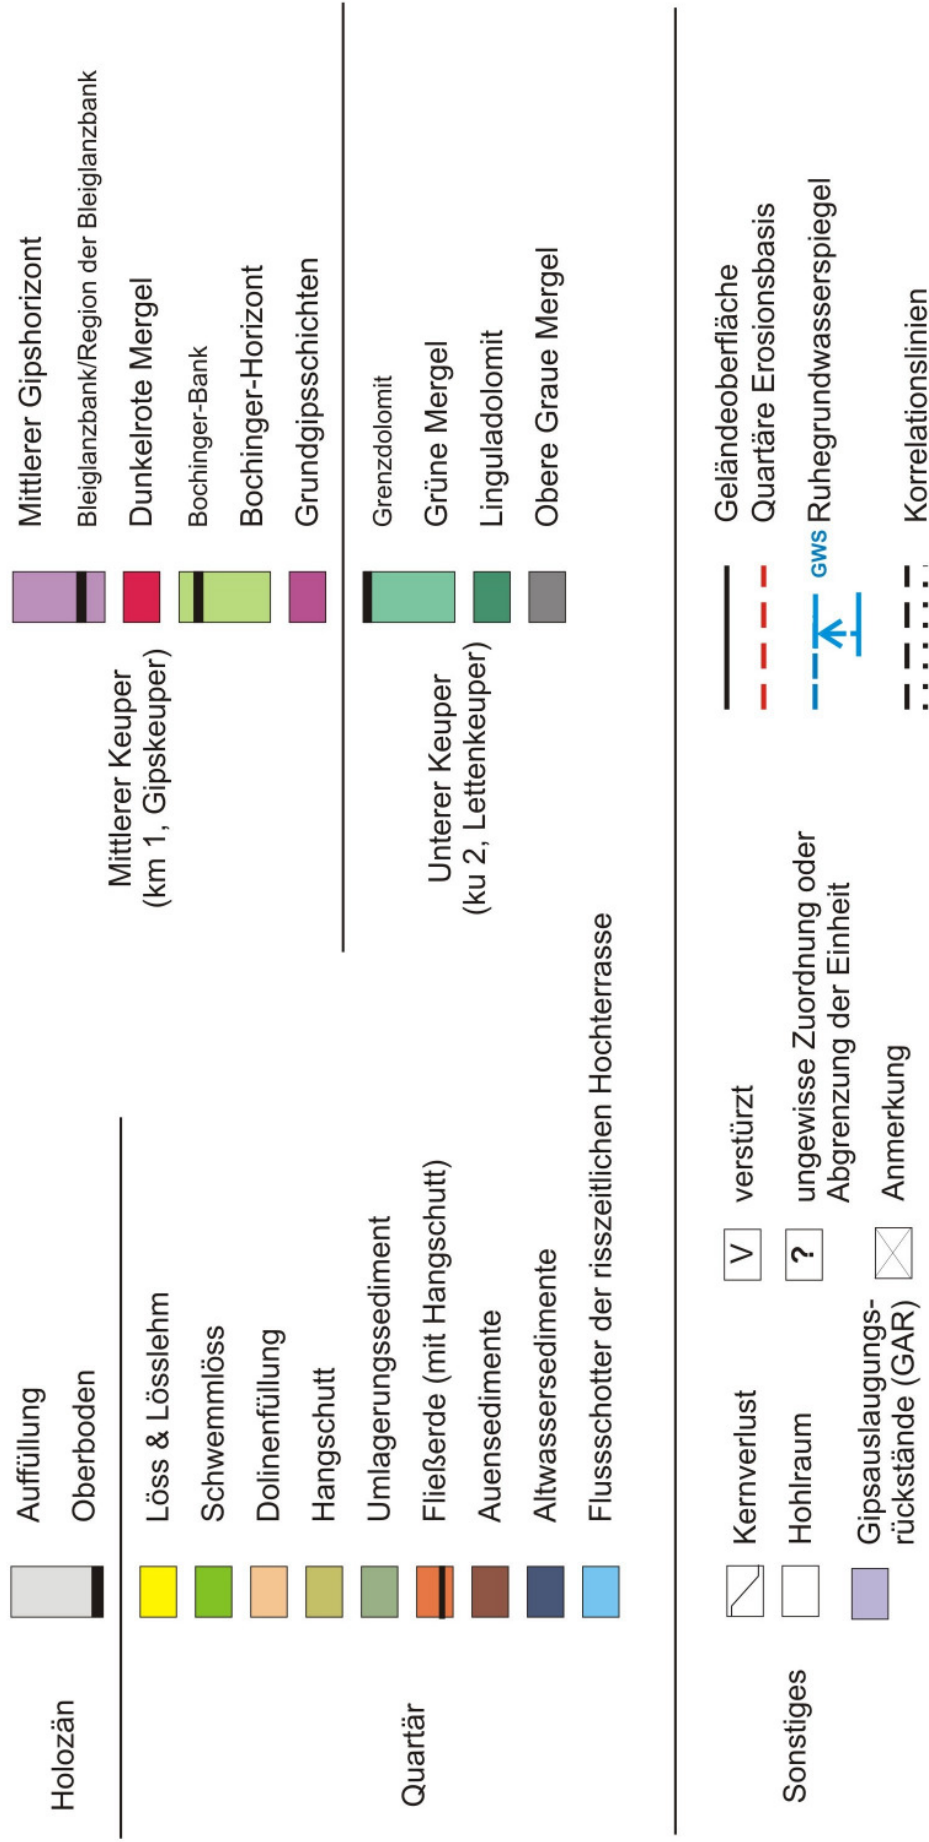 Holozän
Auffüllung
Oberboden
Quartär
Löss & Lösslehm
Schwemmlöss
Dolinenfüllung
Hangschutt
Umlagerungssediment
Fließerde (mit Hangschutt)
Auensedimente
Altwassersedimente
Flussschotter der risszeitlichen Hochterrasse
Mittlerer Keuper
(km 1, Gipskeuper)
Mittlerer Gipshorizont
Bleiglanzbank/Region der Bleiglanzbank
Dunkelrote Mergel
Bochinger-Bank
Bochinger-Horizont
Grundgipsschichten
Unterer Keuper
(ku 2, Lettenkeuper)
Grenzdolomit
Grüne Mergel
Linguladolomit
Obere Graue Mergel
Sonstiges
Kernverlust
Hohlraum
Gipsauslaugungs-
rückstände (GAR)
V verstürzt
? ungewisse Zuordnung oder
Abgrenzung der Einheit
Anmerkung
Geländeoberfläche
Quartäre Erosionsbasis
GWS Ruhegrundwasserspiegel
Korrelationslinien